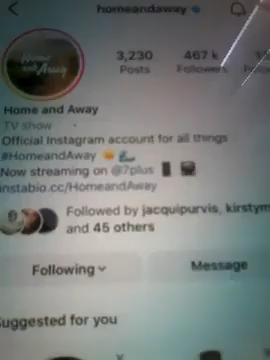 homeandaway
Home and Away
3,230 467 k
Posts Followers
Home and Away
TV show
Official Instagram account for all things
#HomeandAway
Now streaming on @7plus
instabio.cc/HomeandAway
Followed by jacquipurvis, kirstym
and 45 others
Following Message
Suggested for you